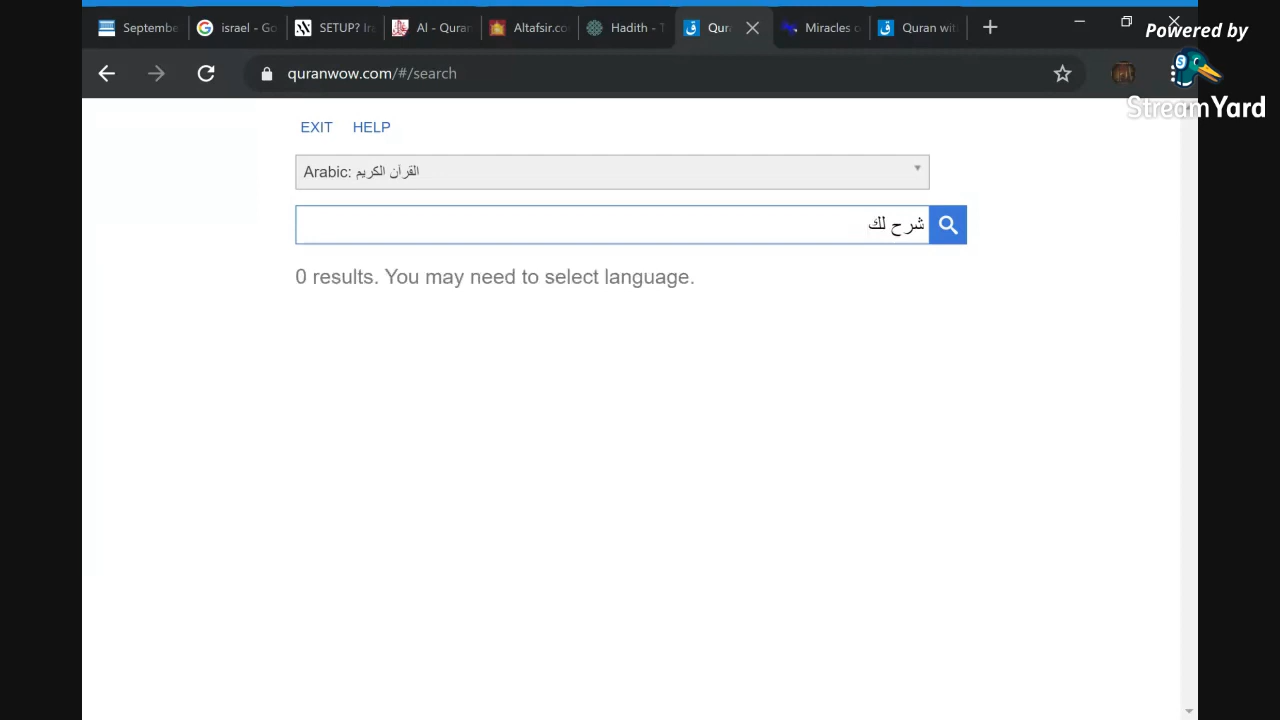 Septembe
israel - Go
SETUP? Ira
Al - Quran
Altafsir.co
Hadith - T
Qur
Miracles o
Quran wit
Powered by
quranwow.com/#/search
StreamYard
EXIT HELP
Arabic: القرآن الكريم
شرح لك
0 results. You may need to select language.